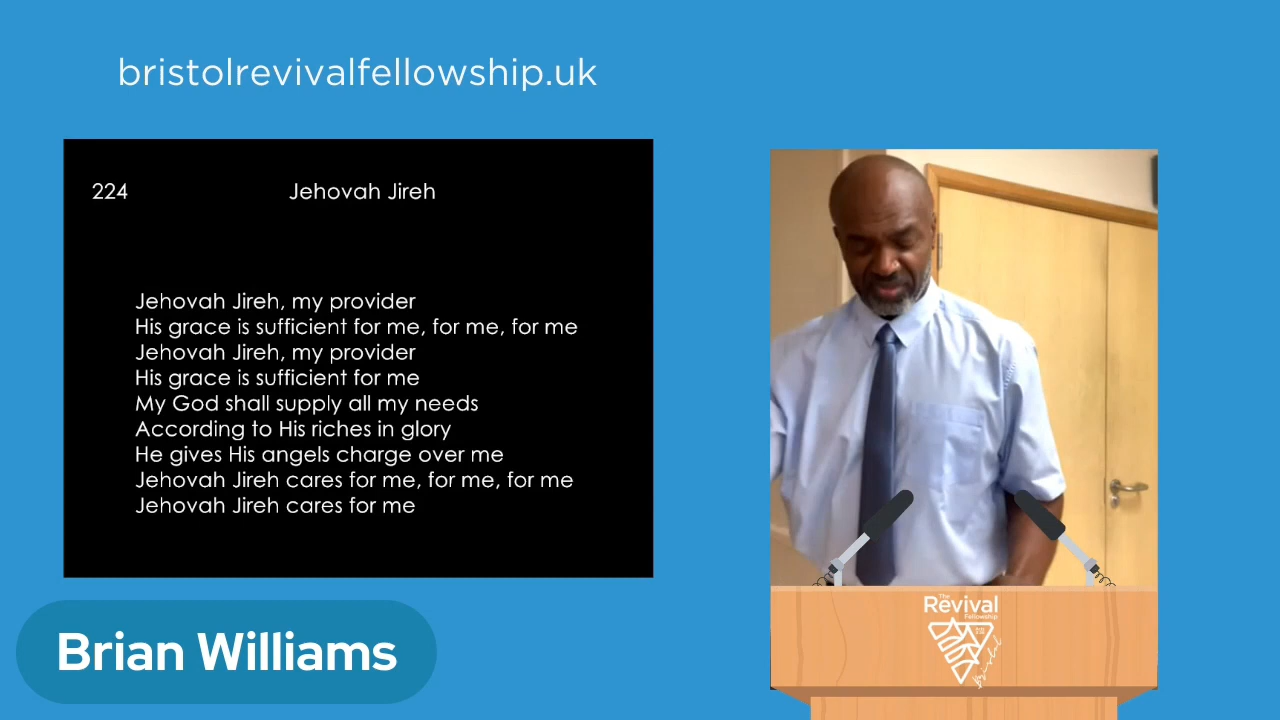 bristolrevivalfellowship.uk
224 Jehovah Jireh
Jehovah Jireh, my provider
His grace is sufficient for me, for me, for me
Jehovah Jireh, my provider
His grace is sufficient for me
My God shall supply all my needs
According to His riches in glory
He gives His angels charge over me
Jehovah Jireh cares for me, for me, for me
Jehovah Jireh cares for me
Brian Williams
The
Revival
Fellowship
Bristol